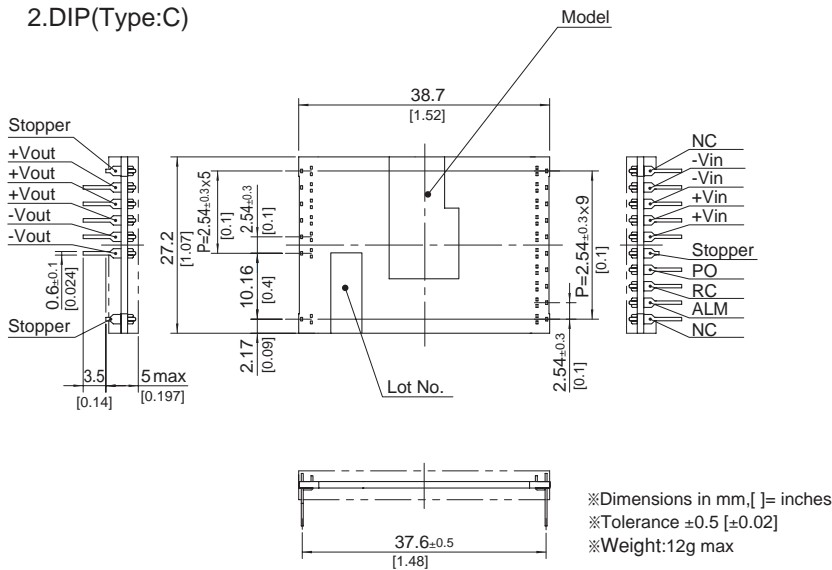 2.DIP(Type:C)
Model
38.7
[1.52]
Stopper
+Vout
+Vout
+Vout
-Vout
-Vout
0.6±0.1
[0.024]
Stopper
3.5
[0.14]
5 max
[0.197]
27.2
[1.07]
P=2.54±0.3x5
[0.1]
2.54±0.3
[0.1]
10.16
[0.4]
2.17
[0.09]
Lot No.
P=2.54±0.3×9
[0.1]
2.54±0.3
[0.1]
NC
-Vin
-Vin
+Vin
+Vin
Stopper
PO
RC
ALM
NC
37.6±0.5
[1.48]
※Dimensions in mm,[ ]= inches
※Tolerance ±0.5 [±0.02]
※Weight:12g max